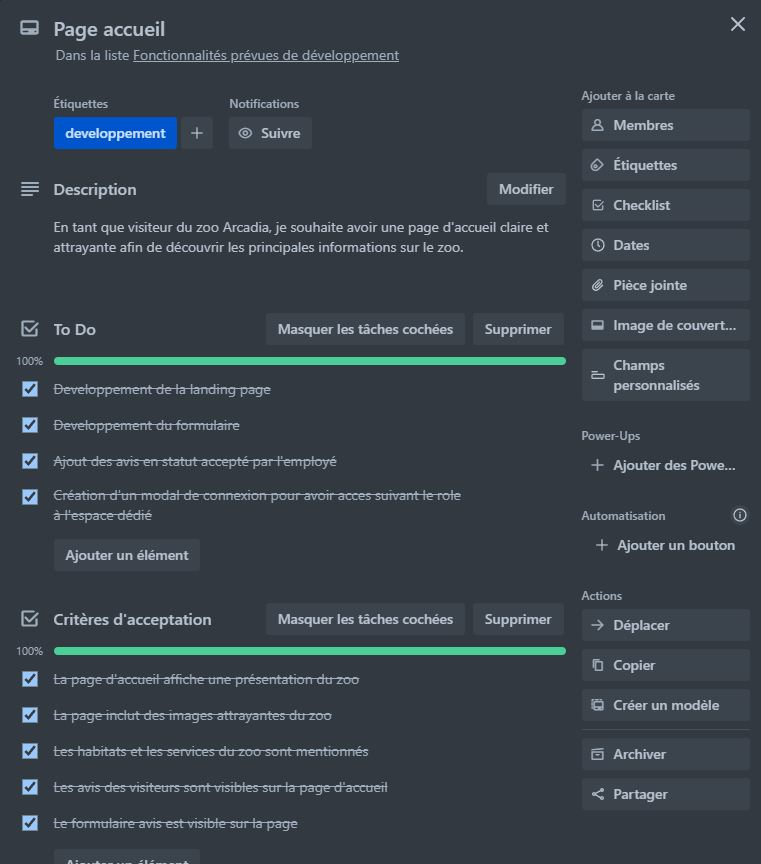 Page accueil
Dans la liste Fonctionnalités prévues de développement
Étiquettes
Notifications
developpement
Suivre
Description
Modifier
En tant que visiteur du zoo Arcadia, je souhaite avoir une page d'accueil claire et
attrayante afin de découvrir les principales informations sur le zoo.
To Do
Masquer les tâches cochées
Supprimer
100%
Developpement de la landing page
Developpement du formulaire
Ajout des avis en statut accepté par l'employé
Création d'un modal de connexion pour avoir acces suivant le role
à l'espace dédié
Ajouter un élément
Critères d'acceptation
Masquer les tâches cochées
Supprimer
100%
La page d'accueil affiche une présentation du zoo
La page inclut des images attrayantes du zoo
Les habitats et les services du zoo sont mentionnés
Les avis des visiteurs sont visibles sur la page d'accueil
Le formulaire avis est visible sur la page
Ajouter un élément
Ajouter à la carte
Membres
Étiquettes
Checklist
Dates
Pièce jointe
Image de couvert...
Champs
personnalisés
Power-Ups
Ajouter des Powe...
Automatisation
Ajouter un bouton
Actions
Déplacer
Copier
Créer un modèle
Archiver
Partager